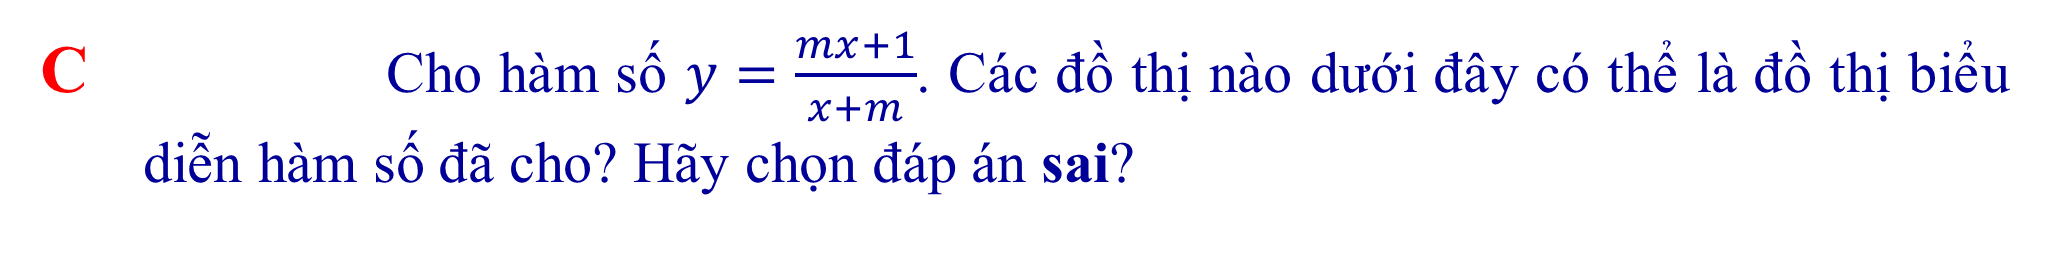 C Cho hàm số y = \frac{mx+1}{x+m}. Các đồ thị nào dưới đây có thể là đồ thị biểu
diễn hàm số đã cho? Hãy chọn đáp án sai?